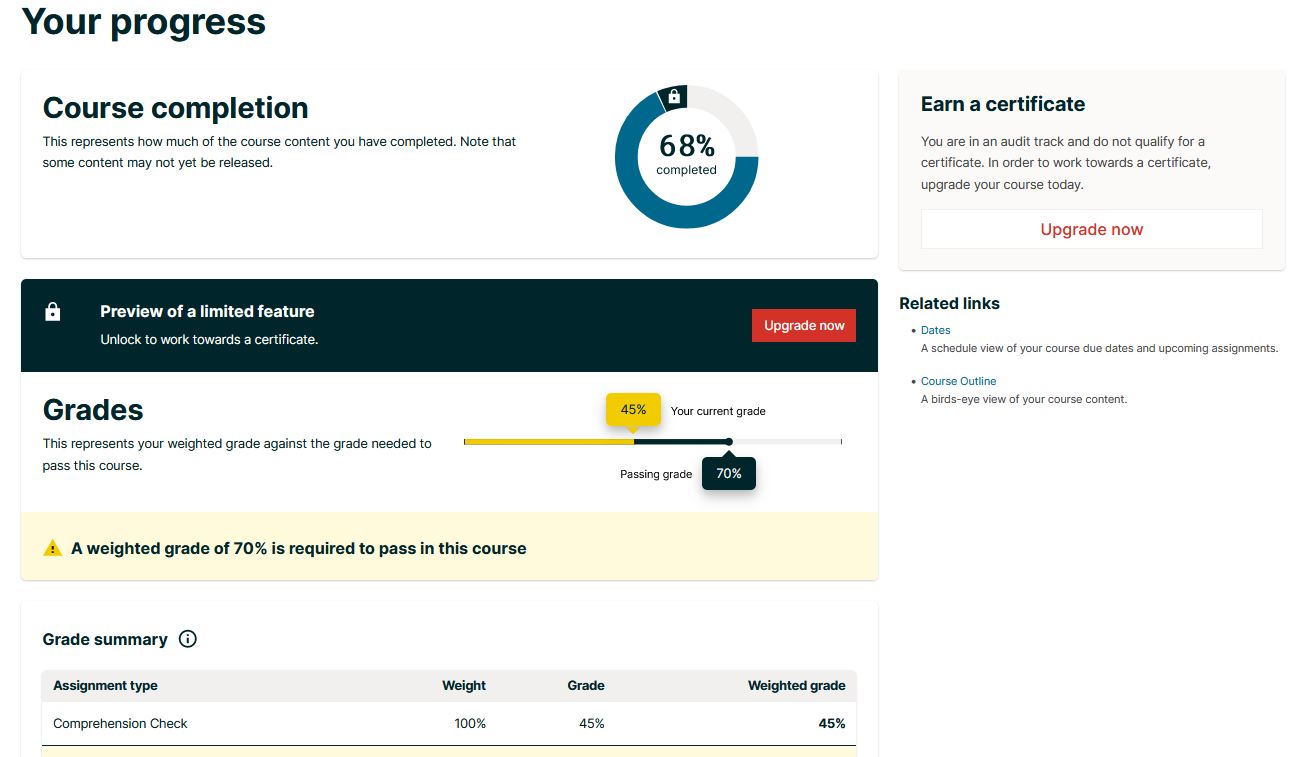 Your progress
Course completion
This represents how much of the course content you have completed. Note that
some content may not yet be released.
68%
completed
Earn a certificate
You are in an audit track and do not qualify for a
certificate. In order to work towards a certificate,
upgrade your course today.
Upgrade now
Preview of a limited feature
Unlock to work towards a certificate.
Upgrade now
Related links
• Dates
A schedule view of your course due dates and upcoming assignments.
• Course Outline
A birds-eye view of your course content.
Grades
This represents your weighted grade against the grade needed to
pass this course.
45% Your current grade
Passing grade 70%
A weighted grade of 70% is required to pass in this course
Grade summary
Assignment type Weight Grade Weighted grade
Comprehension Check 100% 45% 45%